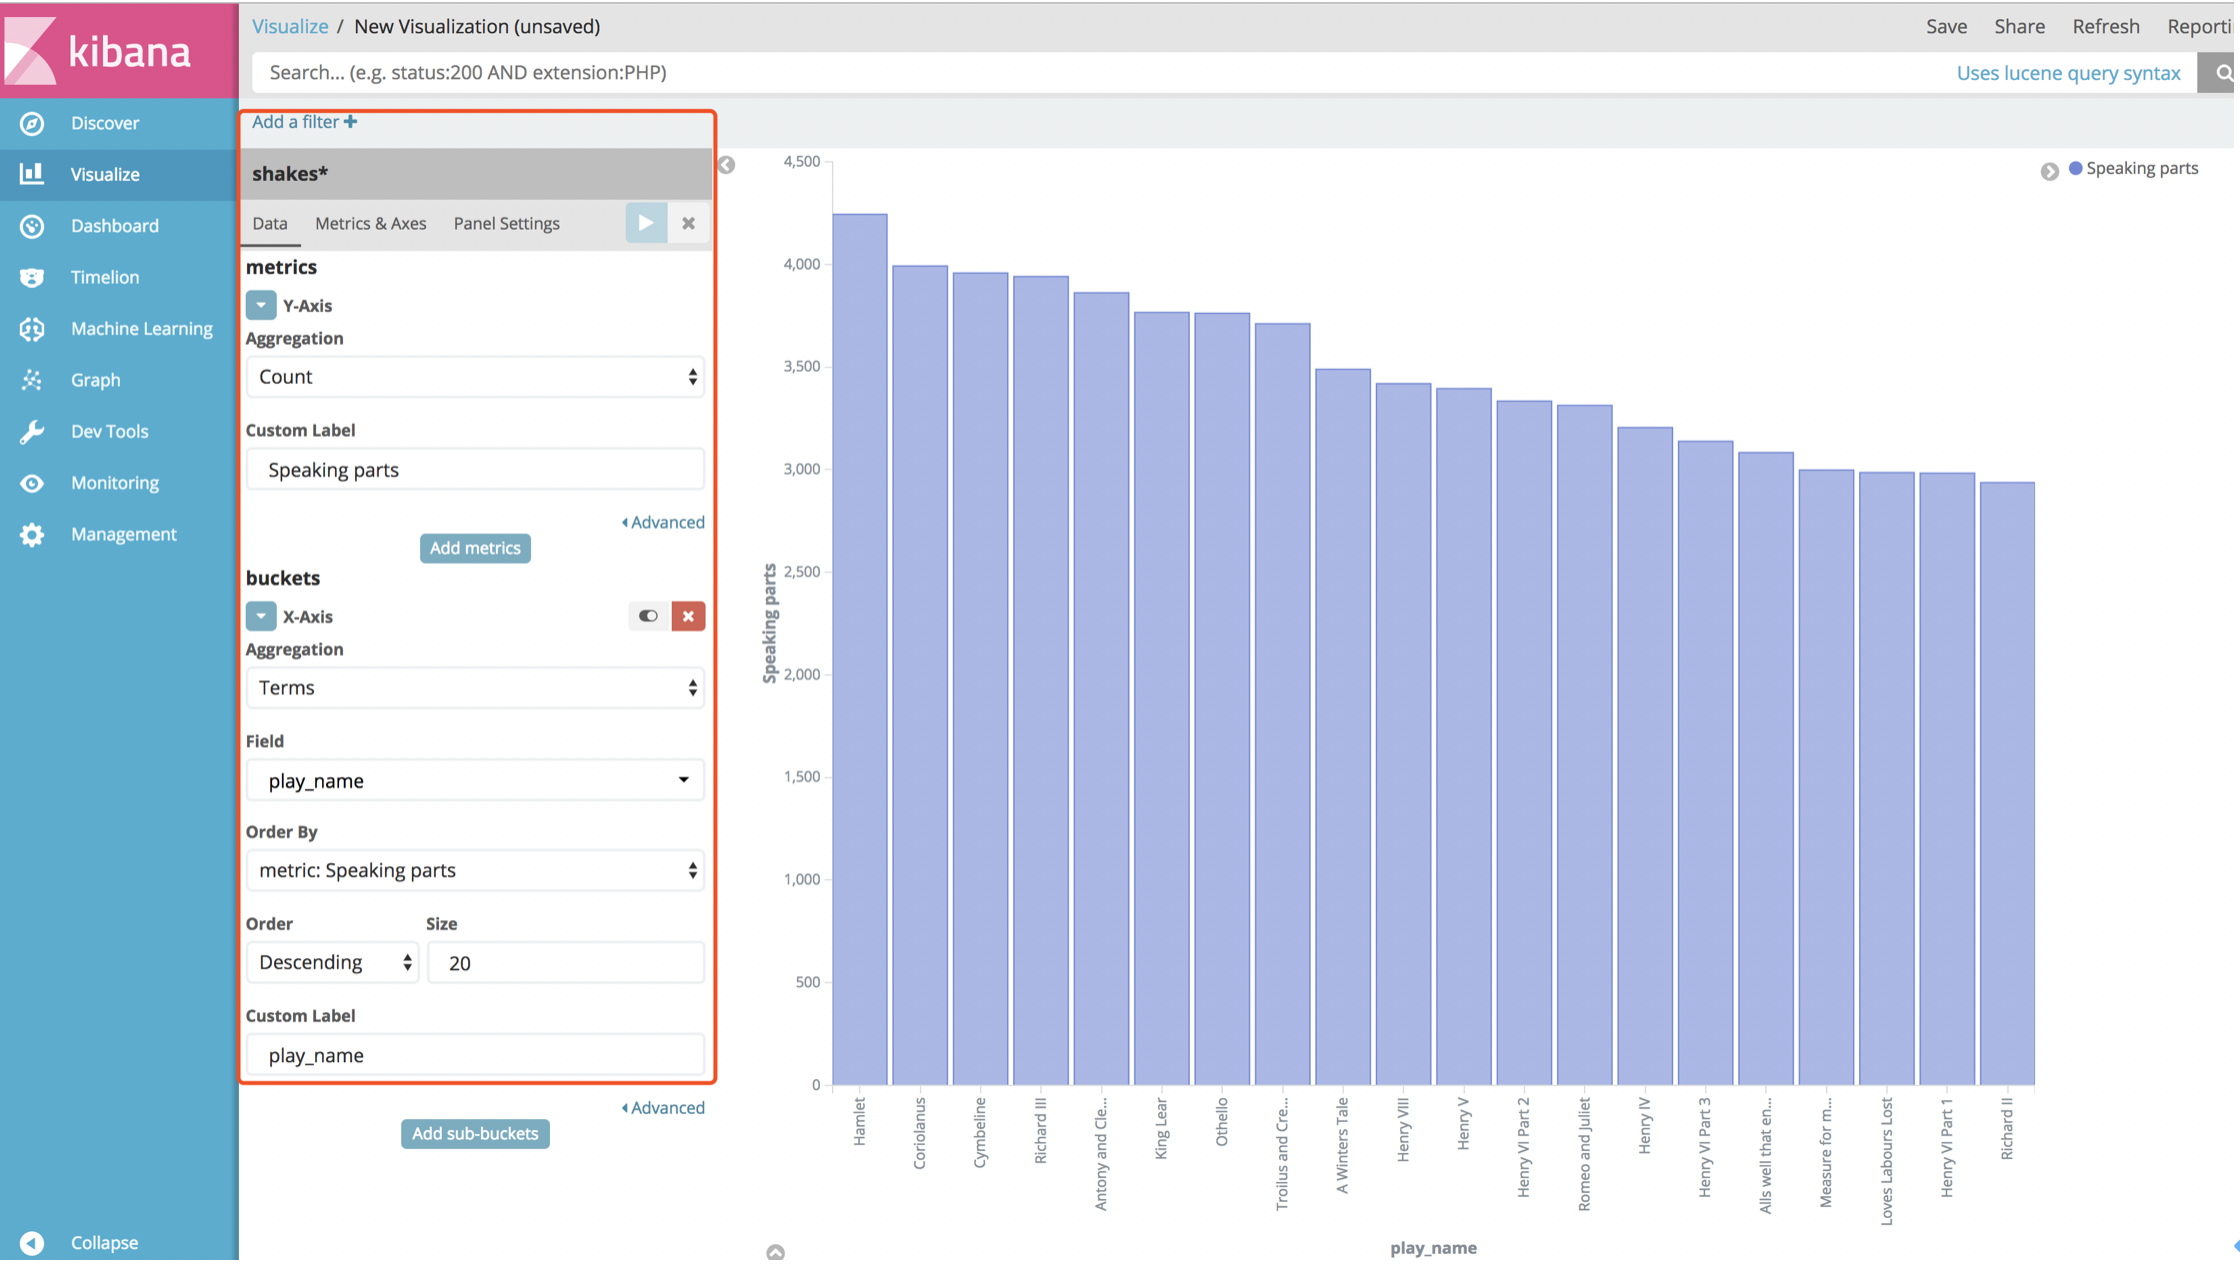 kibana
Visualize / New Visualization (unsaved)
Save Share Refresh
Search... (e.g. status:200 AND extension:PHP)
Uses lucene query syntax
Discover
Visualize
Dashboard
Timelion
Machine Learning
Graph
Dev Tools
Monitoring
Management
Collapse
Add a filter +
shakes*
Data Metrics & Axes Panel Settings
metrics
Y-Axis
Aggregation
Count
Custom Label
Speaking parts
Advanced
Add metrics
buckets
X-Axis
Aggregation
Terms
Field
play_name
Order By
metric: Speaking parts
Order Size
Descending 20
Custom Label
play_name
Advanced
Add sub-buckets
Speaking parts
4,500
4,000
3,500
3,000
2,500
2,000
1,500
1,000
500
0
Speaking parts
Hamlet
Coriolanus
Cymbeline
Richard III
Antony and Cle...
King Lear
Othello
Troilus and Cre...
A Winters Tale
Henry VIII
Henry V
Henry VI Part 2
Romeo and Juliet
Henry IV
Henry VI Part 3
Alls well that en...
Measure for m...
Loves Labours Lost
Henry VI Part 1
Richard II
play_name